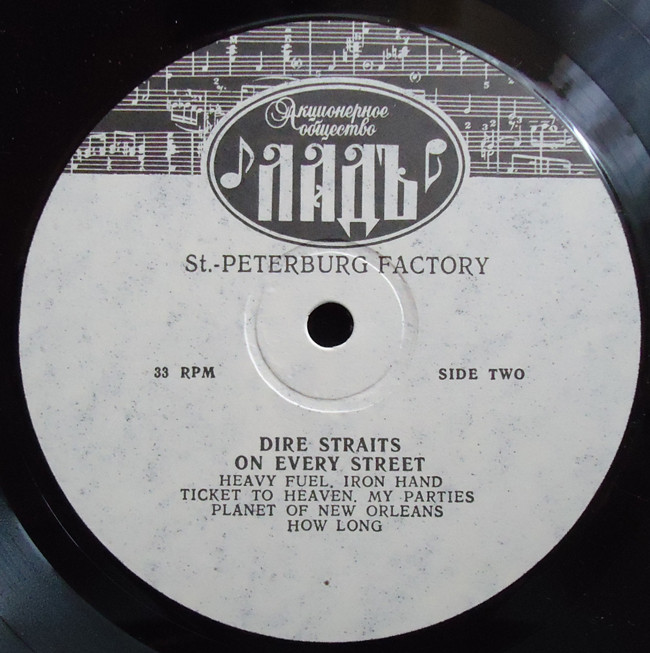 Акционерное
общество
ЛАДЪ
St.-PETERBURG FACTORY
33 RPM
SIDE TWO
DIRE STRAITS
ON EVERY STREET
HEAVY FUEL, IRON HAND
TICKET TO HEAVEN, MY PARTIES
PLANET OF NEW ORLEANS
HOW LONG